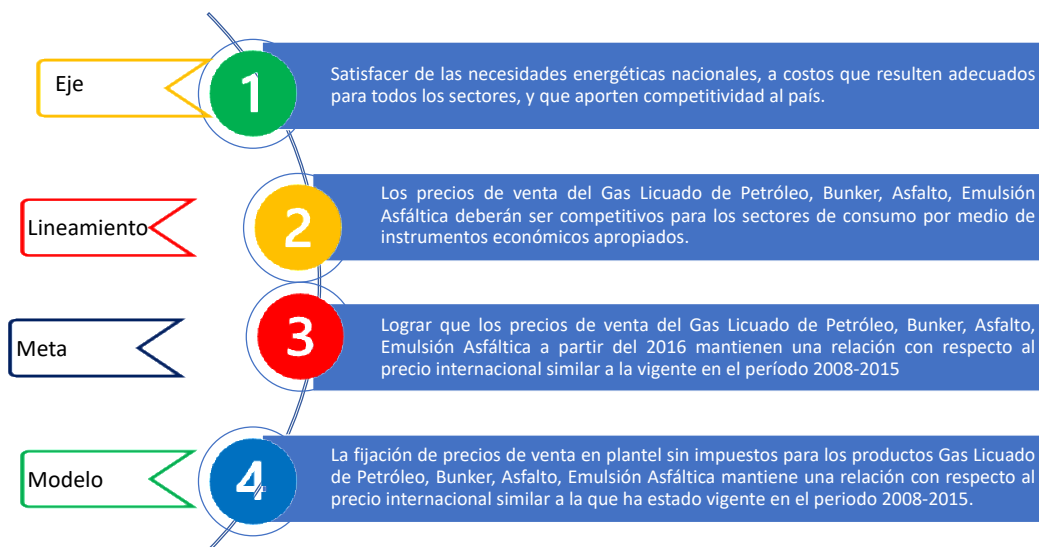 Eje
1
Satisfacer de las necesidades energéticas nacionales, a costos que resulten adecuados
para todos los sectores, y que aporten competitividad al país.
Lineamiento
2
Los precios de venta del Gas Licuado de Petróleo, Bunker, Asfalto, Emulsión
Asfáltica deberán ser competitivos para los sectores de consumo por medio de
instrumentos económicos apropiados.
Meta
3
Lograr que los precios de venta del Gas Licuado de Petróleo, Bunker, Asfalto,
Emulsión Asfáltica a partir del 2016 mantienen una relación con respecto al
precio internacional similar a la vigente en el período 2008-2015
Modelo
4
La fijación de precios de venta en plantel sin impuestos para los productos Gas Licuado
de Petróleo, Bunker, Asfalto, Emulsión Asfáltica mantiene una relación con respecto al
precio internacional similar a la que ha estado vigente en el periodo 2008-2015.